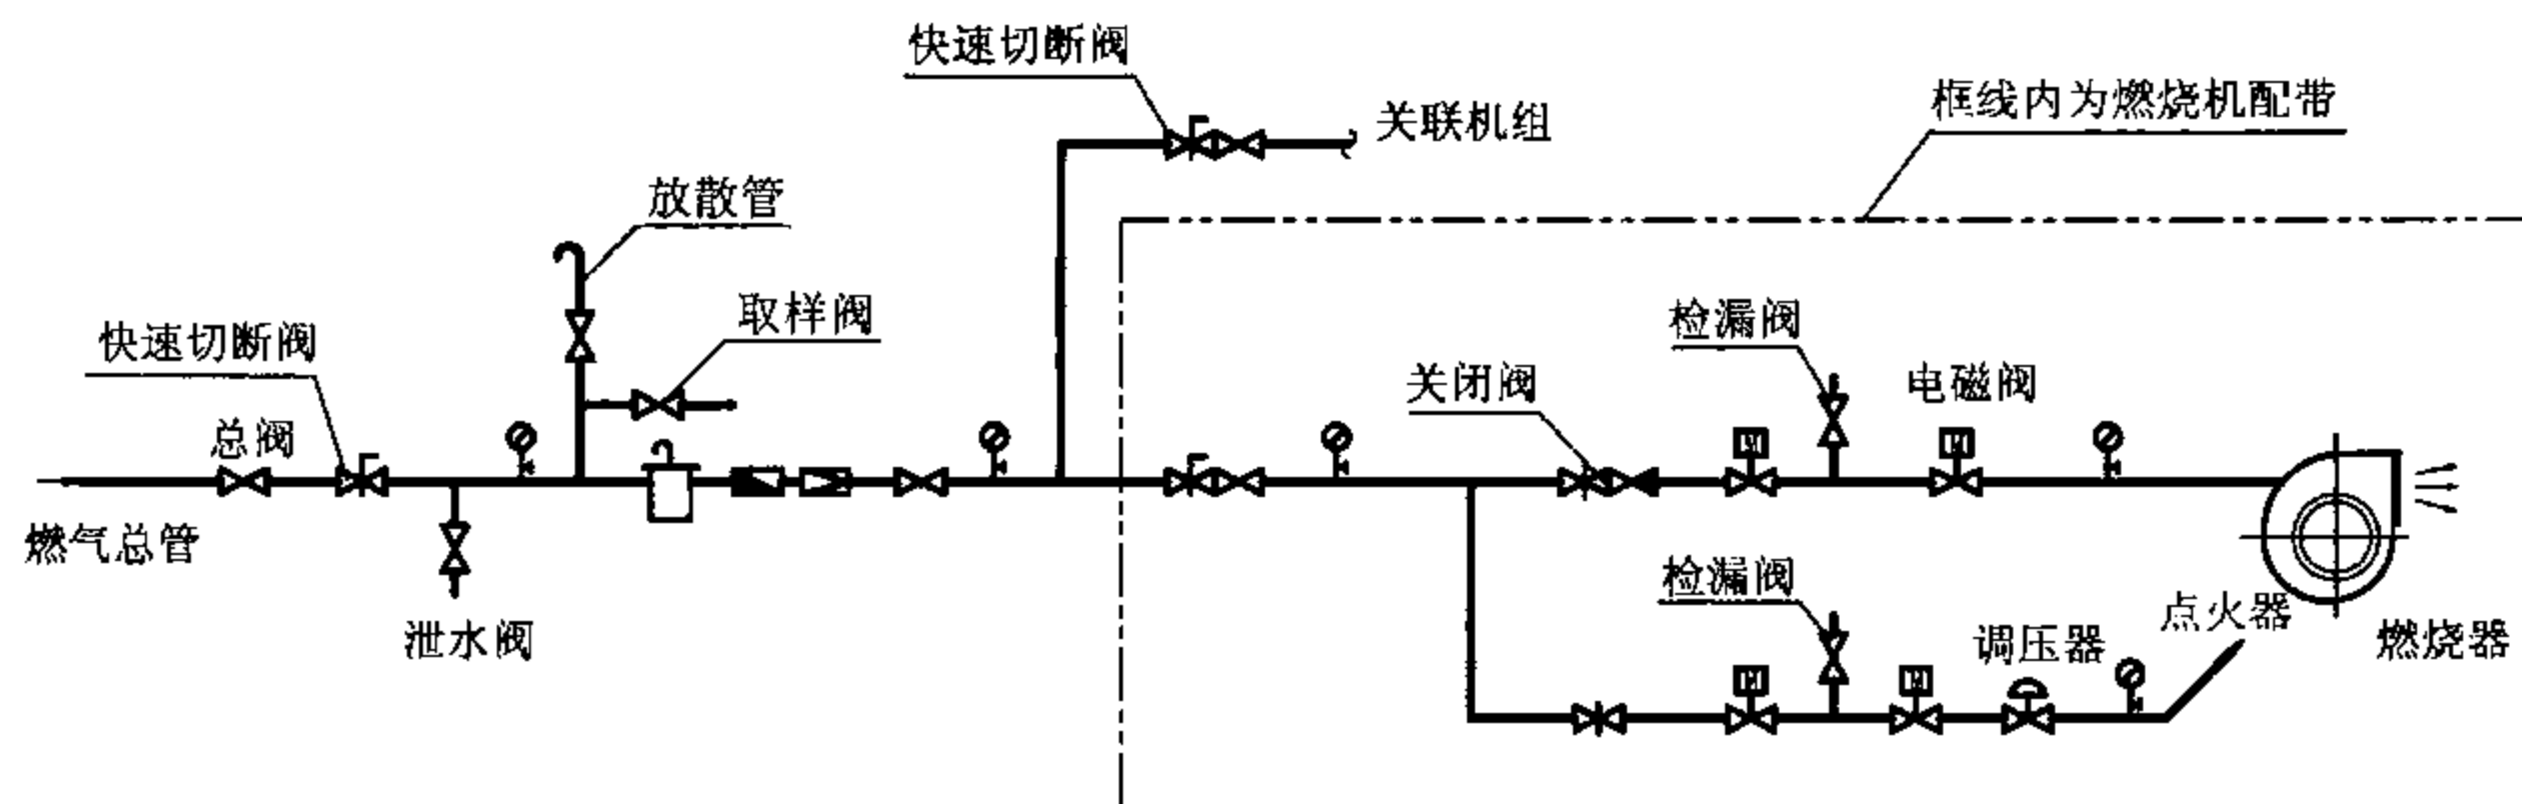 快速切断阀
框线内为燃烧机配带
关联机组
放散管
取样阀
快速切断阀
检漏阀
关闭阀
电磁阀
总阀
燃气总管
泄水阀
检漏阀
调压器
点火器
燃烧器